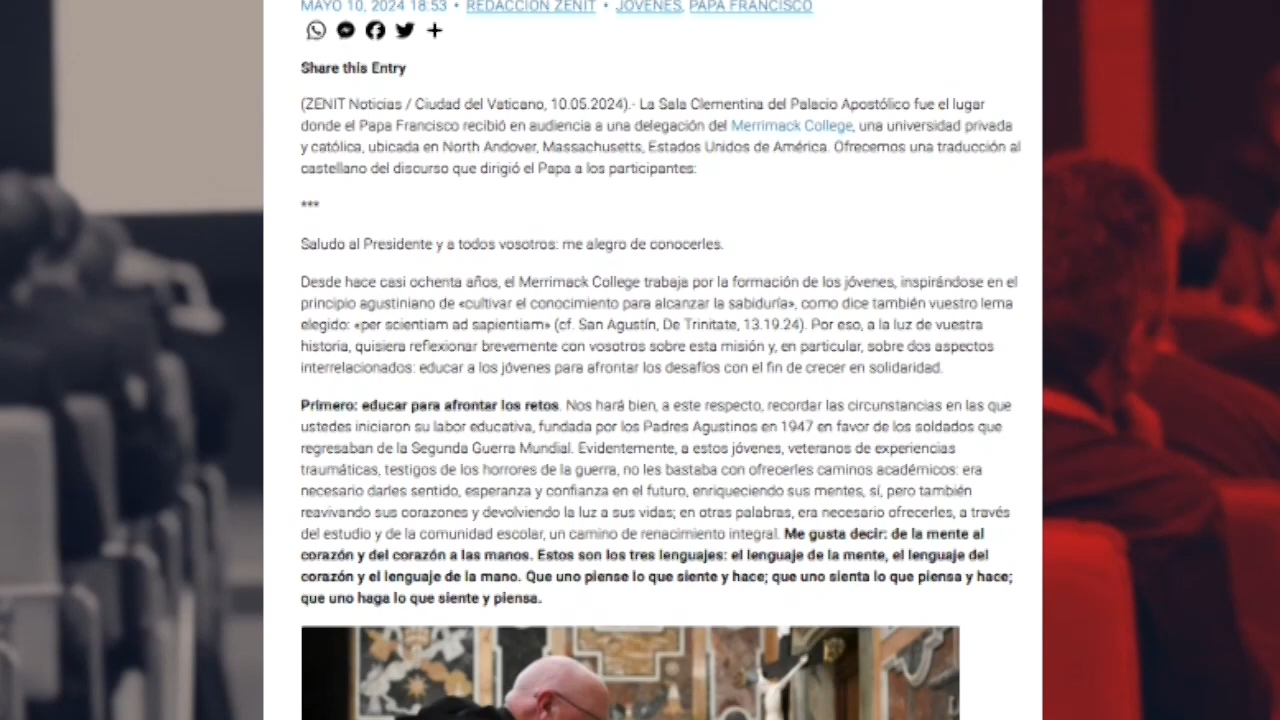 MAYO 10, 2024 18:53 • REDACCIÓN ZENIT • JÓVENES, PAPA FRANCISCO
Share this Entry
(ZENIT Noticias / Ciudad del Vaticano, 10.05.2024).- La Sala Clementina del Palacio Apostólico fue el lugar
donde el Papa Francisco recibió en audiencia a una delegación del Merrimack College, una universidad privada
y católica, ubicada en North Andover, Massachusetts, Estados Unidos de América. Ofrecemos una traducción al
castellano del discurso que dirigió el Papa a los participantes:
***
Saludo al Presidente y a todos vosotros: me alegro de conocerles.
Desde hace casi ochenta años, el Merrimack College trabaja por la formación de los jóvenes, inspirándose en el
principio agustiniano de «cultivar el conocimiento para alcanzar la sabiduría», como dice también vuestro lema
elegido: «per scientiam ad sapientiam» (cf. San Agustín, De Trinitate, 13.19.24). Por eso, a la luz de vuestra
historia, quisiera reflexionar brevemente con vosotros sobre esta misión y, en particular, sobre dos aspectos
interrelacionados: educar a los jóvenes para afrontar los desafíos con el fin de crecer en solidaridad.
Primero: educar para afrontar los retos. Nos hará bien, a este respecto, recordar las circunstancias en las que
ustedes iniciaron su labor educativa, fundada por los Padres Agustinos en 1947 en favor de los soldados que
regresaban de la Segunda Guerra Mundial. Evidentemente, a estos jóvenes, veteranos de experiencias
traumáticas, testigos de los horrores de la guerra, no les bastaba con ofrecerles caminos académicos: era
necesario darles sentido, esperanza y confianza en el futuro, enriqueciendo sus mentes, sí, pero también
reavivando sus corazones y devolviendo la luz a sus vidas; en otras palabras, era necesario ofrecerles, a través
del estudio y de la comunidad escolar, un camino de renacimiento integral. Me gusta decir: de la mente al
corazón y del corazón a las manos. Estos son los tres lenguajes: el lenguaje de la mente, el lenguaje del
corazón y el lenguaje de la mano. Que uno piense lo que siente y hace; que uno sienta lo que piensa y hace;
que uno haga lo que siente y piensa.